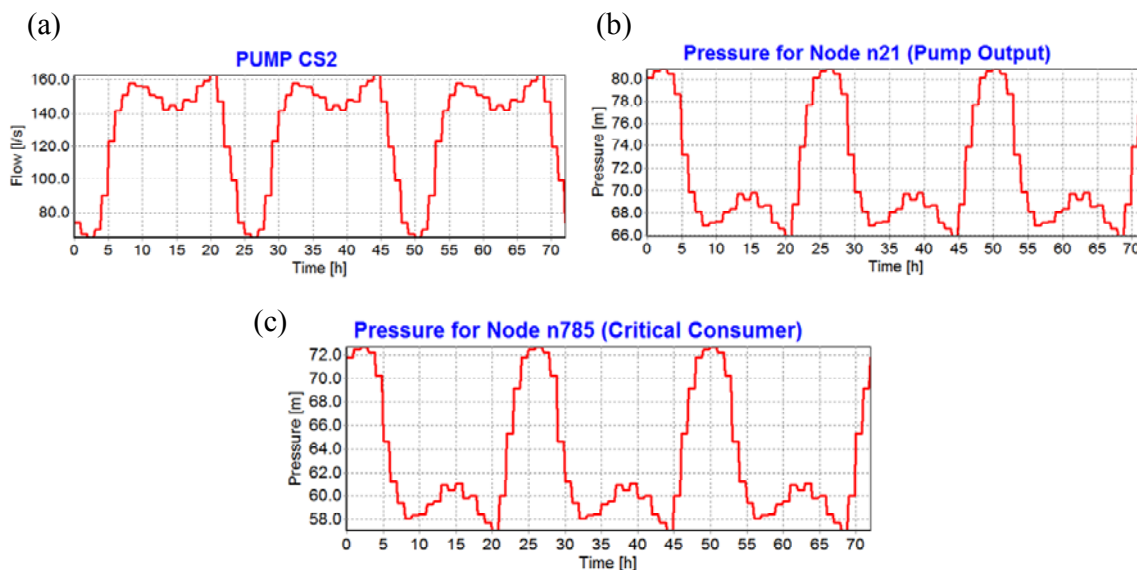 (a)
PUMP CS2
Flow [l/s]
160.0
140.0
120.0
100.0
80.0
0 5 10 15 20 25 30 35 40 45 50 55 60 65 70
Time [h]
(b)
Pressure for Node n21 (Pump Output)
Pressure [m]
80.0
78.0
76.0
74.0
72.0
70.0
68.0
66.0
0 5 10 15 20 25 30 35 40 45 50 55 60 65 70
Time [h]
(c)
Pressure for Node n785 (Critical Consumer)
Pressure [m]
72.0
70.0
68.0
66.0
64.0
62.0
60.0
58.0
0 5 10 15 20 25 30 35 40 45 50 55 60 65 70
Time [h]